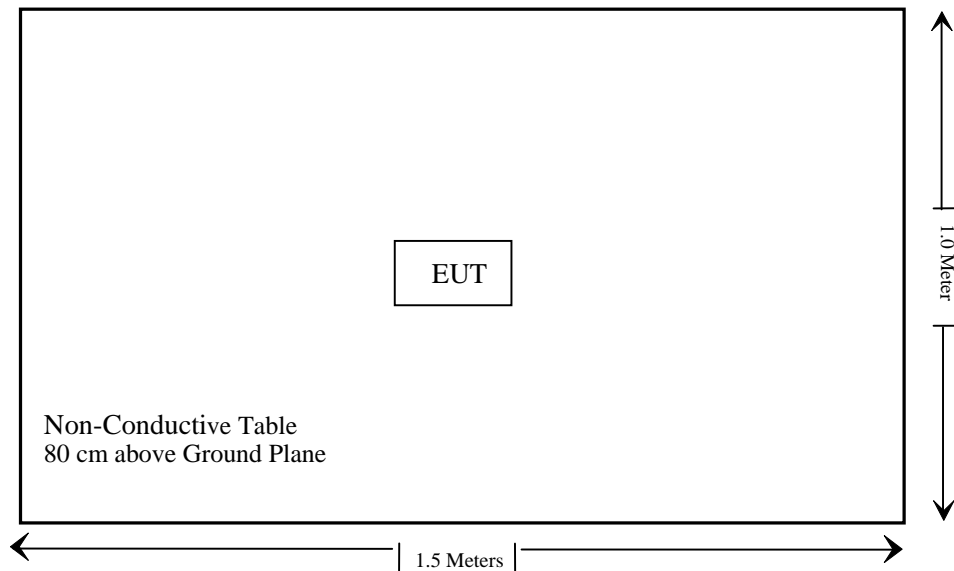 EUT
1.0 Meter
Non-Conductive Table
80 cm above Ground Plane
1.5 Meters